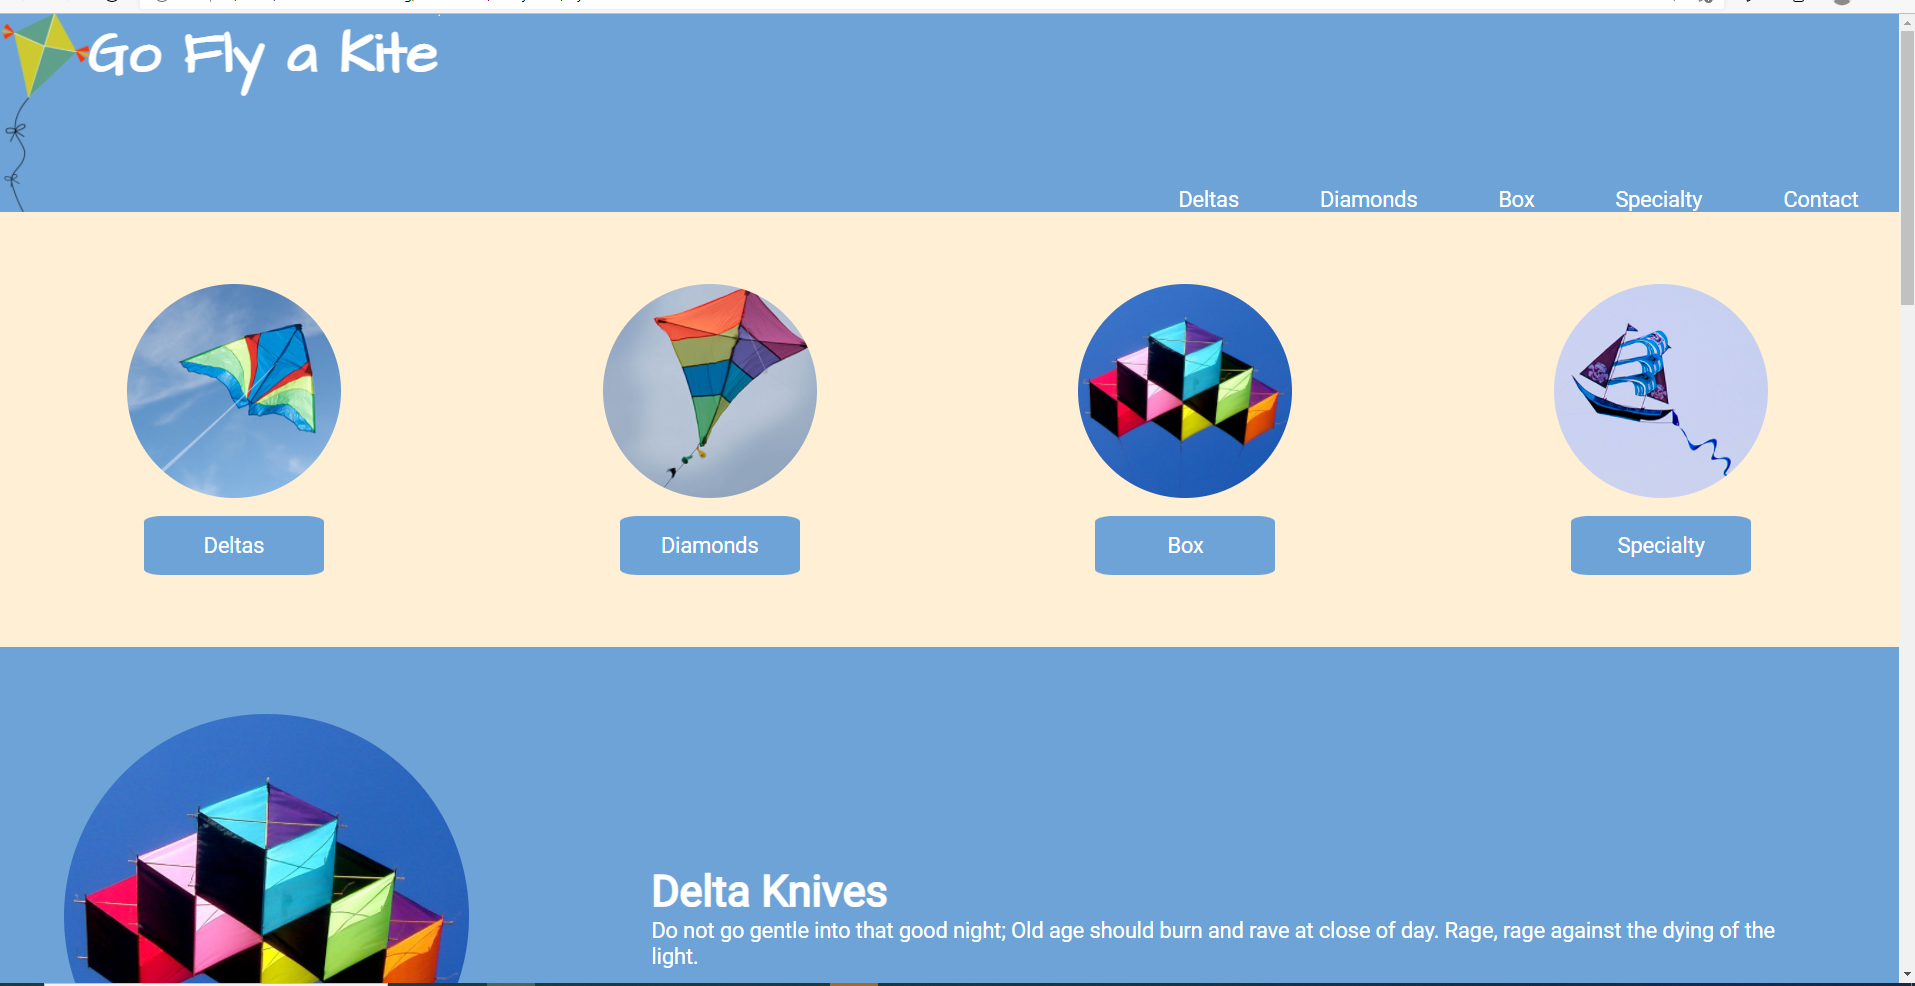 Go Fly a Kite
Deltas Diamonds Box Specialty Contact
Deltas Diamonds Box Specialty
Delta Knives
Do not go gentle into that good night; Old age should burn and rave at close of day. Rage, rage against the dying of the
light.